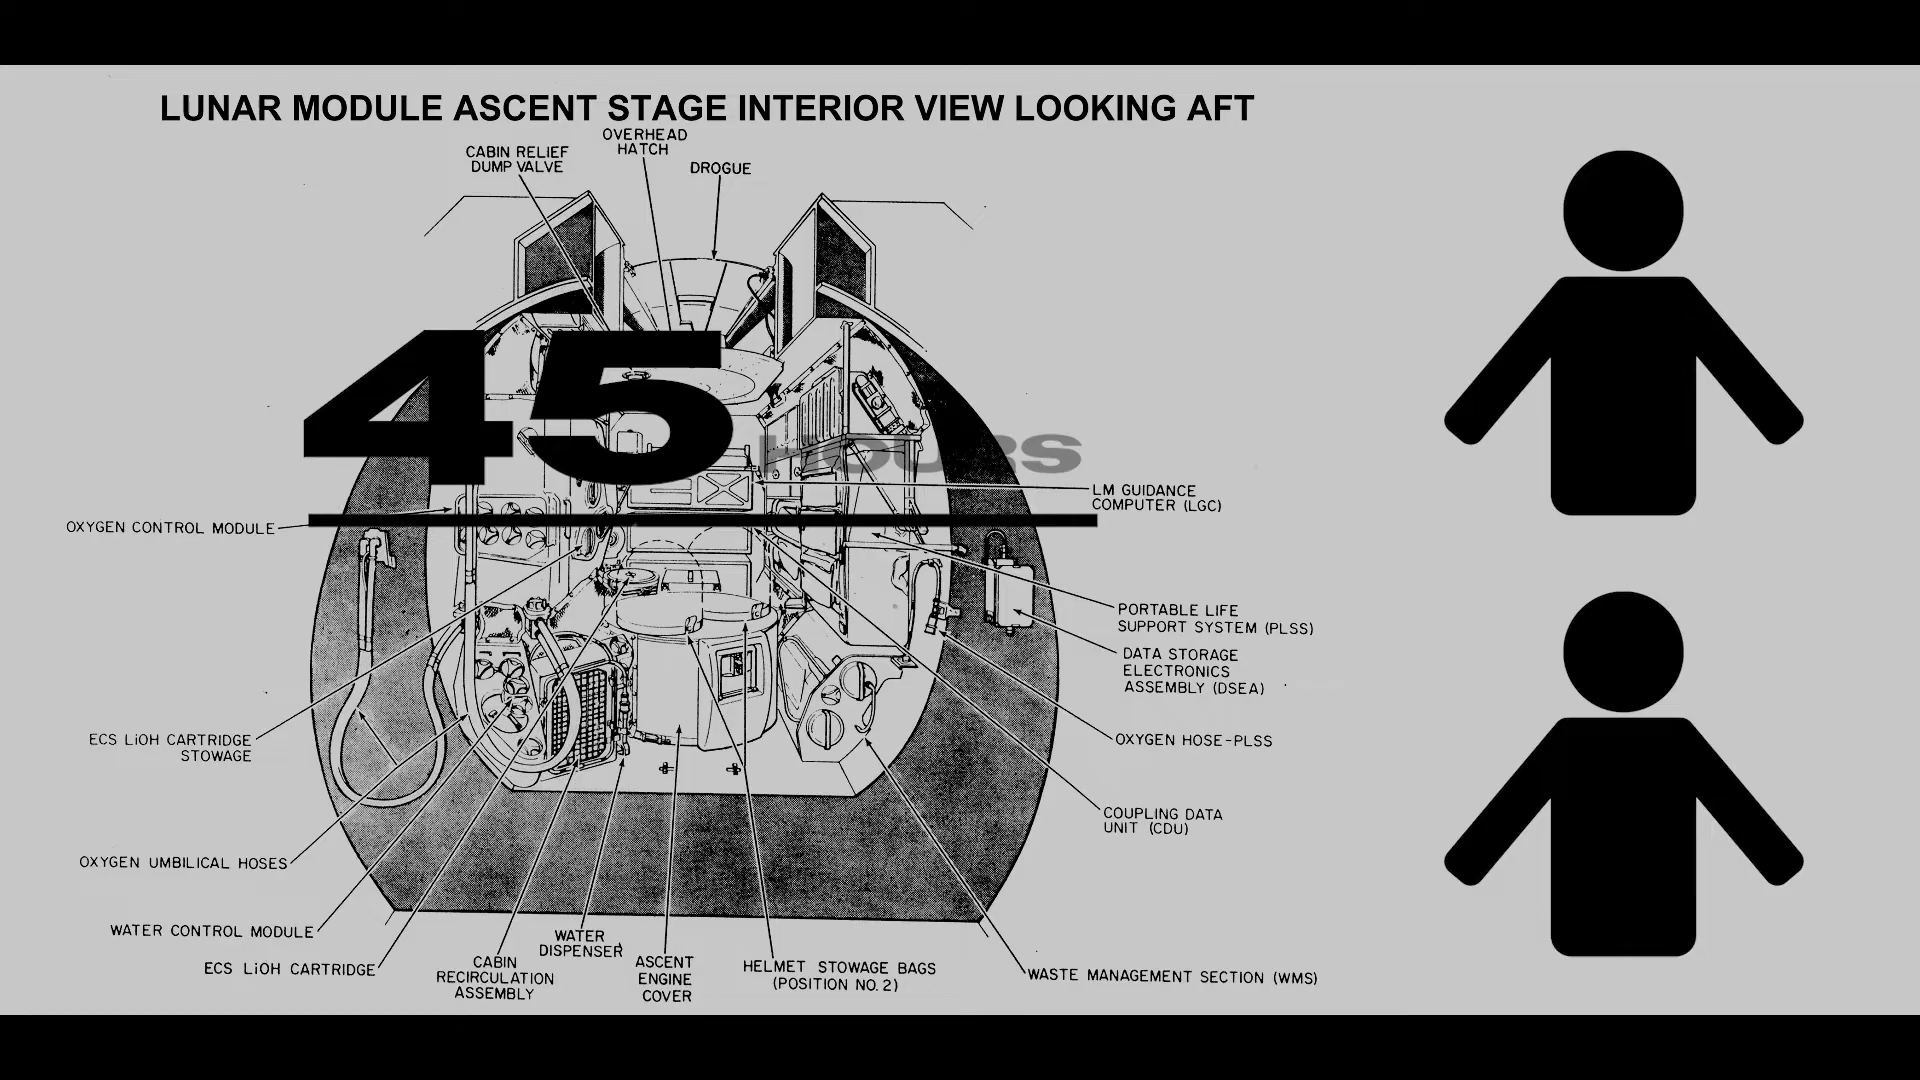 LUNAR MODULE ASCENT STAGE INTERIOR VIEW LOOKING AFT
OVERHEAD
HATCH
CABIN RELIEF
DUMP VALVE
DROGUE
45
HOURS
LM GUIDANCE
COMPUTER (LGC)
OXYGEN CONTROL MODULE
PORTABLE LIFE
SUPPORT SYSTEM (PLSS)
DATA STORAGE
ELECTRONICS
ASSEMBLY (DSEA)
ECS LiOH CARTRIDGE
STOWAGE
OXYGEN HOSE-PLSS
COUPLING DATA
UNIT (CDU)
OXYGEN UMBILICAL HOSES
WATER CONTROL MODULE
ECS LiOH CARTRIDGE
CABIN
RECIRCULATION
ASSEMBLY
WATER
DISPENSER
ASCENT
ENGINE
COVER
HELMET STOWAGE BAGS
(POSITION NO. 2)
WASTE MANAGEMENT SECTION (WMS)